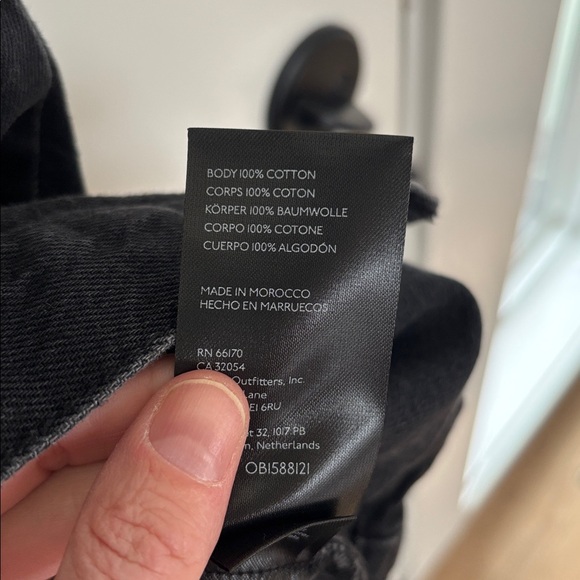 BODY 100% COTTON
CORPS 100% COTON
KÖRPER 100% BAUMWOLLE
CORPO 100% COTONE
CUERPO 100% ALGODÓN
MADE IN MOROCCO
HECHO EN MARRUECOS
RN 66170
CA 32054
Outfitters, Inc.
Lane
E1 6RU
32, 1017 PB
Netherlands
OB1588121